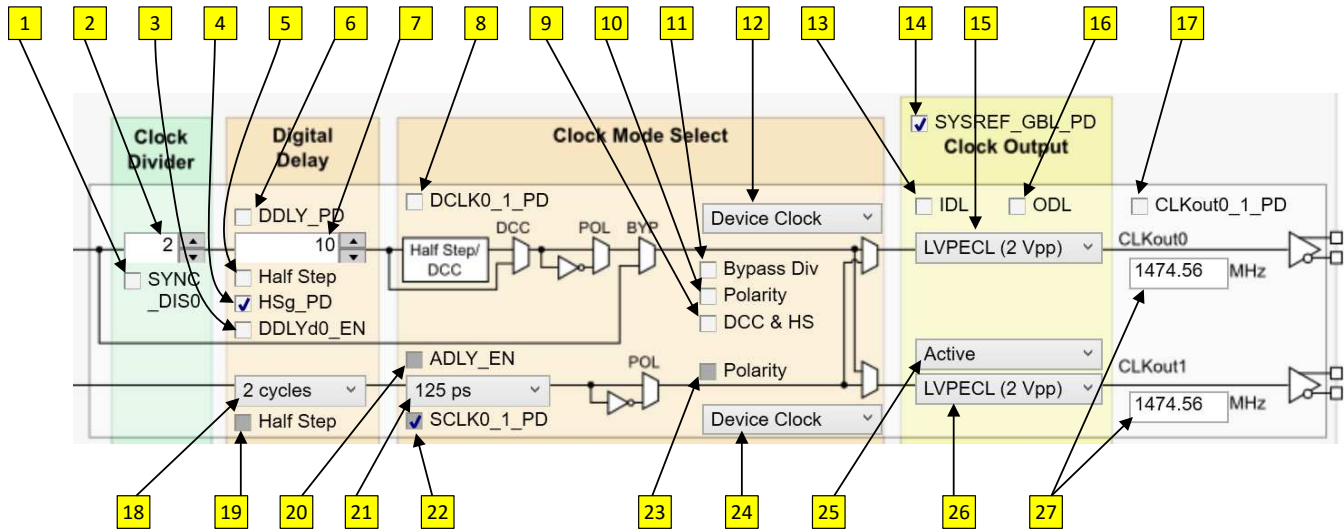 1 2 3 4 5 6 7 8 9 10 11 12 13 14 15 16 17
Clock Divider
Digital Delay
Clock Mode Select
SYSREF_GBL_PD
Clock Output
DDLY_PD
DCLK0_1_PD
Device Clock
IDL
ODL
CLKout0_1_PD
2
10
Half Step/
DCC
DCC
POL
BYP
LVPECL (2 Vpp)
CLKout0
SYNC
_DIS0
Half Step
HSg_PD
DDLYd0_EN
Bypass Div
Polarity
DCC & HS
1474.56 MHz
ADLY_EN
POL
Polarity
Active
2 cycles
125 ps
LVPECL (2 Vpp)
CLKout1
Half Step
SCLK0_1_PD
Device Clock
1474.56 MHz
18 19 20 21 22 23 24 25 26 27